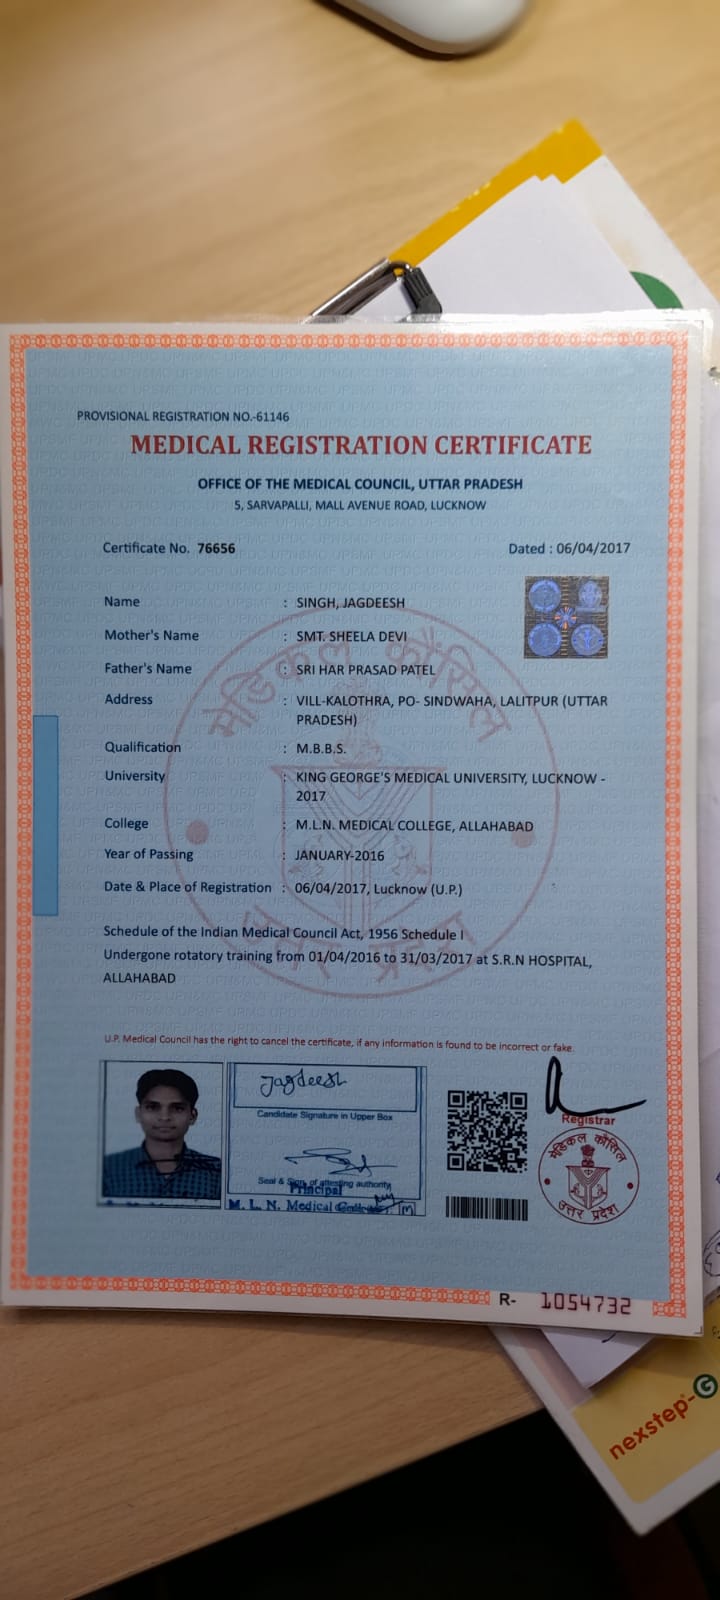 PROVISIONAL REGISTRATION NO.-61146
MEDICAL REGISTRATION CERTIFICATE
OFFICE OF THE MEDICAL COUNCIL, UTTAR PRADESH
5, SARVAPALLI, MALL AVENUE ROAD, LUCKNOW
Certificate No. 76656 Dated : 06/04/2017
Name : SINGH, JAGDEESH
Mother's Name : SMT. SHEELA DEVI
Father's Name : SRI HAR PRASAD PATEL
Address : VILL-KALOTHRA, PO- SINDWAHA, LALITPUR (UTTAR
PRADESH)
Qualification : M.B.B.S.
University : KING GEORGE'S MEDICAL UNIVERSITY, LUCKNOW -
2017
College : M.L.N. MEDICAL COLLEGE, ALLAHABAD
Year of Passing : JANUARY-2016
Date & Place of Registration : 06/04/2017, Lucknow (U.P.)
मेडिकल कौंसिल
उत्तर प्रदेश
Schedule of the Indian Medical Council Act, 1956 Schedule I
Undergone rotatory training from 01/04/2016 to 31/03/2017 at S.R.N HOSPITAL,
ALLAHABAD
U.P. Medical Council has the right to cancel the certificate, if any information is found to be incorrect or fake.
Jagdeesh
Candidate Signature in Upper Box
Seal & Sign. of attesting authority
Principal
M. L. N. Medical
Registrar
मेडिकल कौंसिल
उत्तर प्रदेश
R- 1054732
nexstep-G